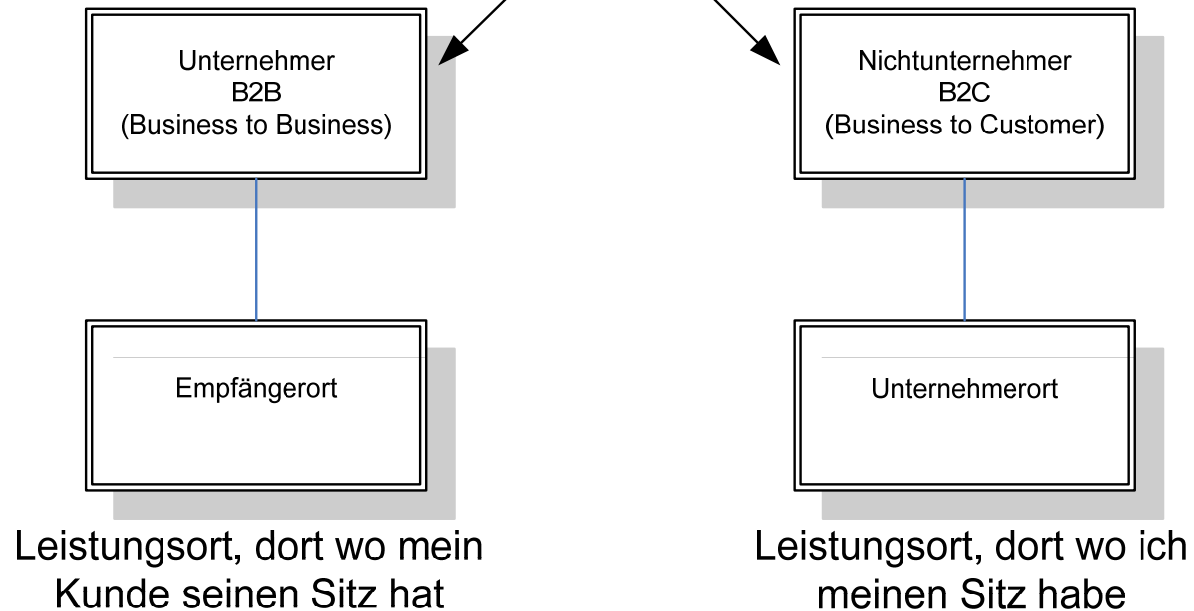 Unternehmer
B2B
(Business to Business)
Nichtunternehmer
B2C
(Business to Customer)
Empfängerort
Unternehmerort
Leistungsort, dort wo mein
Kunde seinen Sitz hat
Leistungsort, dort wo ich
meinen Sitz habe